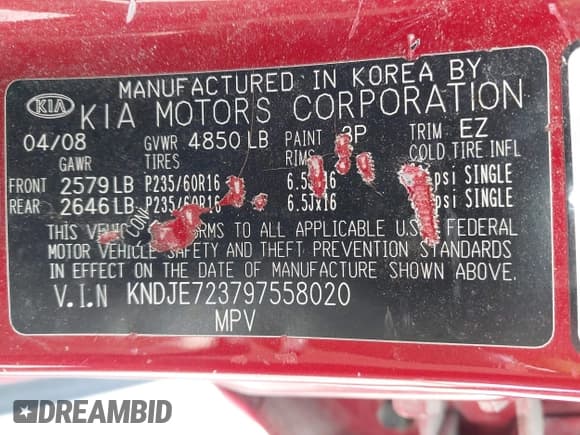 MANUFACTURED IN KOREA BY
KIA KIA MOTORS CORPORATION
04/08 GVWR 4850 LB PAINT 3P TRIM EZ
GAWR TIRES RIMS COLD TIRE INFL
FRONT 2579 LB P235/60R16 6.5Jx16 psi SINGLE
REAR 2646 LB P235/60R16 6.5Jx16 psi SINGLE
THIS TO ALL APPLICABLE FEDERAL
MOTOR VEHICLE SAFETY AND THEFT PREVENTION STANDARDS
IN EFFECT ON THE DATE OF MANUFACTURE SHOWN ABOVE.
V.I.N KNDJE723797558020
MPV
DREAMBID